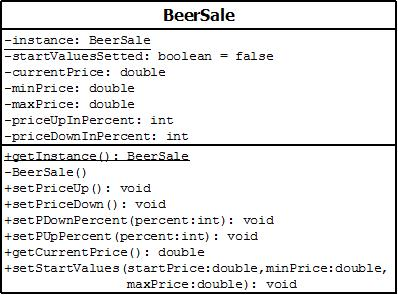 BeerSale
-instance: BeerSale
-startValuesSetted: boolean = false
-currentPrice: double
-minPrice: double
-maxPrice: double
-priceUpInPercent: int
-priceDownInPercent: int
+getInstance(): BeerSale
-BeerSale()
+setPriceUp(): void
+setPriceDown(): void
+setPDownPercent(percent:int): void
+setPUpPercent(percent:int): void
+getCurrentPrice(): double
+setStartValues(startPrice:double,minPrice:double,
maxPrice:double): void